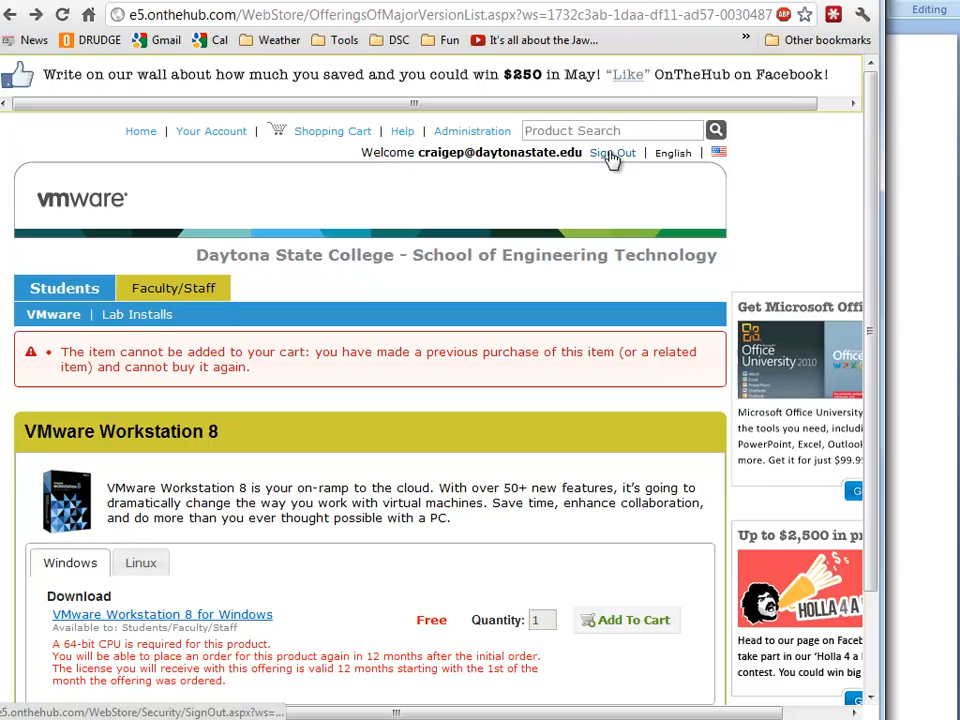 Editing
e5.onthehub.com/WebStore/OfferingsOfMajorVersionList.aspx?ws=1732c3ab-1daa-df11-ad57-0030487
ABP
News DRUDGE Gmail Cal Weather Tools DSC Fun It's all about the Jaw... » Other bookmarks
Write on our wall about how much you saved and you could win $250 in May! “Like” OnTheHub on Facebook!
Home | Your Account | Shopping Cart | Help | Administration Product Search
Welcome craigep@daytonastate.edu Sign Out | English |
vmware
Daytona State College - School of Engineering Technology
Students Faculty/Staff
VMware | Lab Installs
• The item cannot be added to your cart: you have made a previous purchase of this item (or a related
item) and cannot buy it again.
VMware Workstation 8
VMware Workstation 8 is your on-ramp to the cloud. With over 50+ new features, it’s going to
dramatically change the way you work with virtual machines. Save time, enhance collaboration,
and do more than you ever thought possible with a PC.
Windows Linux
Download
VMware Workstation 8 for Windows
Available to: Students/Faculty/Staff
Free Quantity: 1 Add To Cart
A 64-bit CPU is required for this product.
You will be able to place an order for this product again in 12 months after the initial order.
The license you will receive with this offering is valid 12 months starting with the 1st of the
month the offering was ordered.
Get Microsoft Offi
Office
University 2010
Office
Microsoft Office Universit
the tools you need, includi
PowerPoint, Excel, Outlook
more. Get it for just $99.9
G
Up to $2,500 in pr
HOLLA 4 A
Head to our page on Faceb
take part in our ‘Holla 4 a
contest. You could win big
G
e5.onthehub.com/WebStore/Security/SignOut.aspx?ws=...